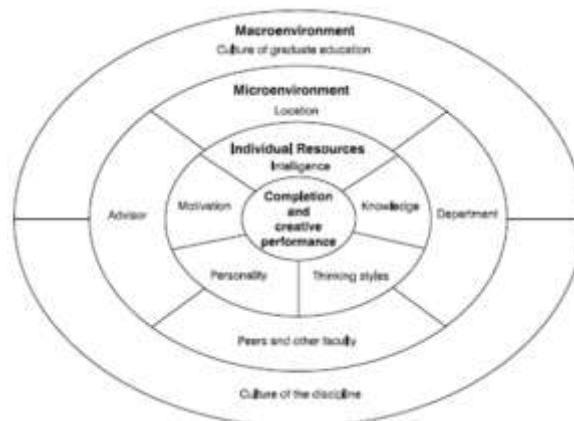 Macroenvironment
Culture of graduate education
Microenvironment
Location
Individual Resources
Intelligence
Completion
and
creative
performance
Motivation
Knowledge
Advisor
Department
Personality
Thinking styles
Peers and other faculty
Culture of the discipline